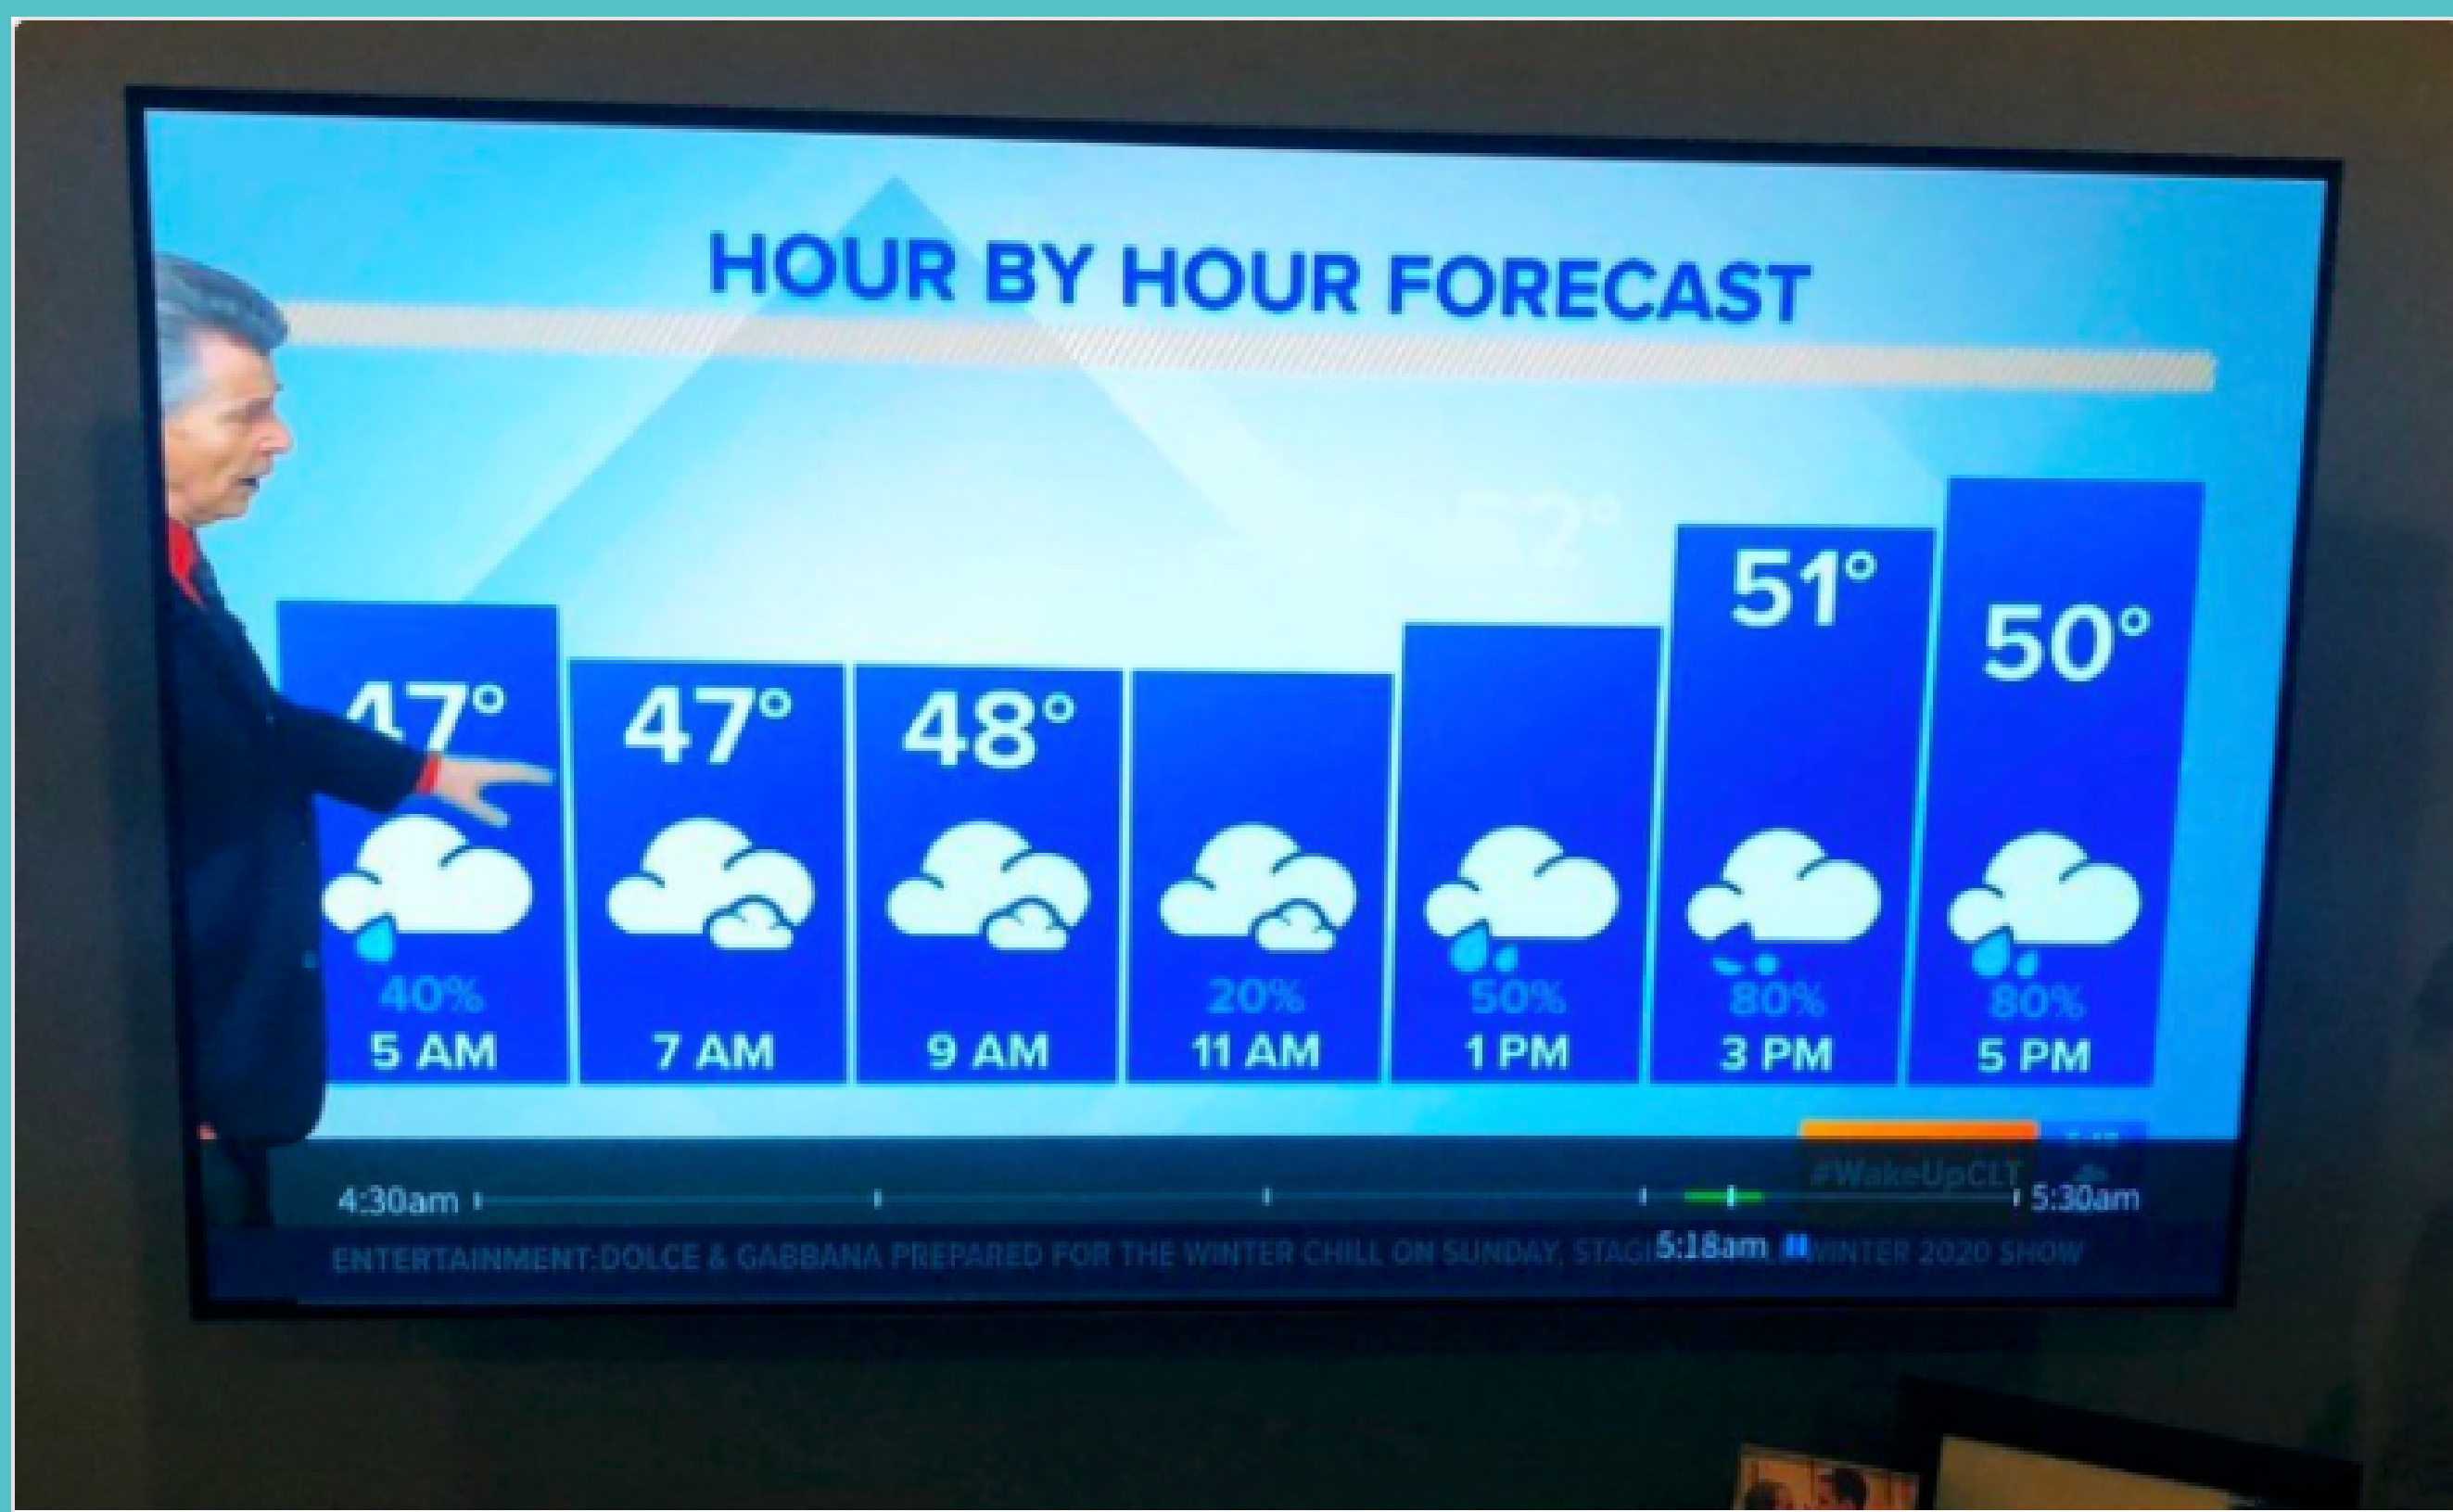 HOUR BY HOUR FORECAST
52°
51°
50°
47°
47°
48°
40%
20%
50%
80%
80%
5 AM
7 AM
9 AM
11 AM
1 PM
3 PM
5 PM
#WakeUpCLT
4:30am
5:30am
5:18am
ENTERTAINMENT:DOLCE & GABBANA PREPARED FOR THE WINTER CHILL ON SUNDAY, WINTER 2020 SHOW